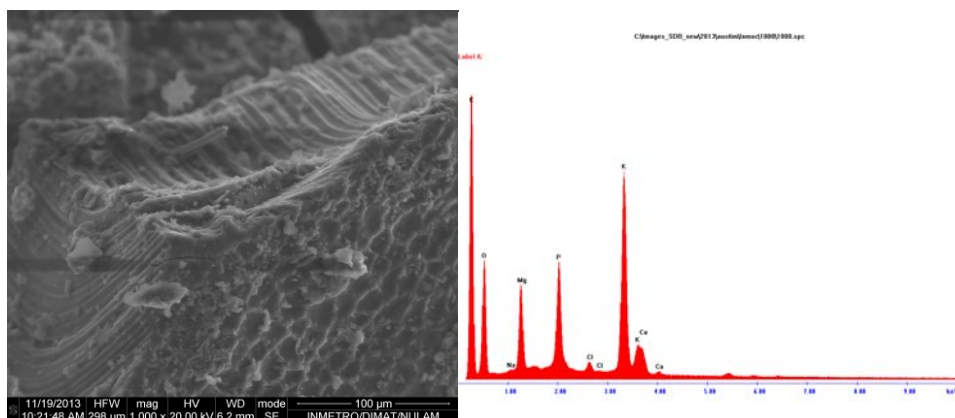 Label A:
C
O
Na
Mg
P
Cl
Cl
K
K
Ca
Ca
1.00 2.00 3.00 4.00 5.00 6.00 7.00 8.00 9.00
11/19/2013 HFW mag HV WD mode 100 µm
10:21:48 AM 298 µm 1 000 x 20.00 kV 6.2 mm SE INMETRO/DIMAT/NULAM